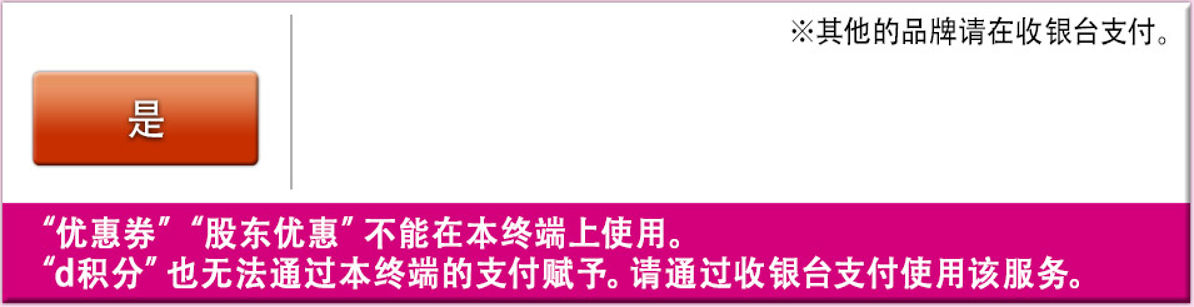 ※其他的品牌请在收银台支付。
是
“优惠券”“股东优惠”不能在本终端上使用。
“d积分”也无法通过本终端的支付赋予。请通过收银台支付使用该服务。